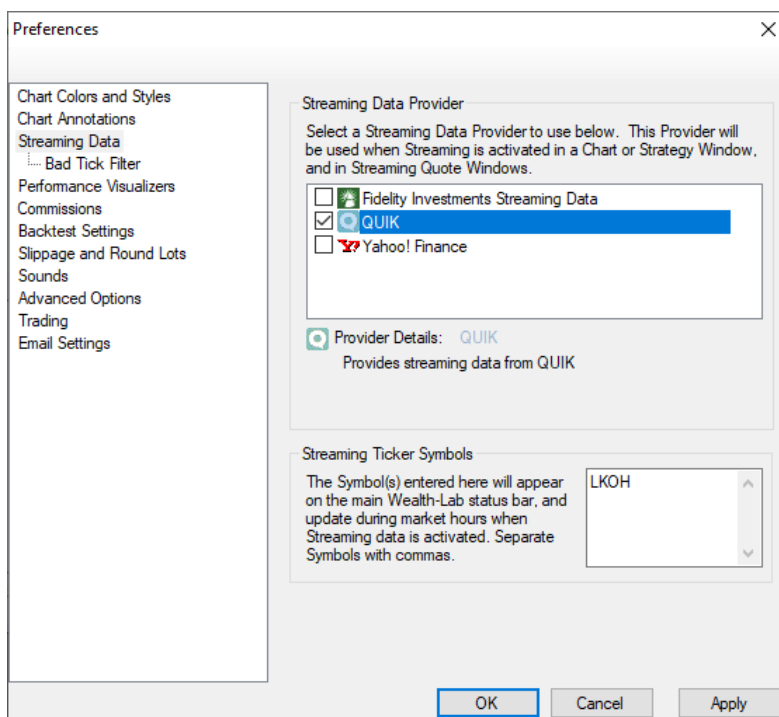 Preferences
Chart Colors and Styles
Chart Annotations
Streaming Data
Bad Tick Filter
Performance Visualizers
Commissions
Backtest Settings
Slippage and Round Lots
Sounds
Advanced Options
Trading
Email Settings
Streaming Data Provider
Select a Streaming Data Provider to use below. This Provider will
be used when Streaming is activated in a Chart or Strategy Window,
and in Streaming Quote Windows.
Fidelity Investments Streaming Data
QUIK
Y? Yahoo! Finance
Provider Details: QUIK
Provides streaming data from QUIK
Streaming Ticker Symbols
The Symbol(s) entered here will appear
on the main Wealth-Lab status bar, and
update during market hours when
Streaming data is activated. Separate
Symbols with commas.
LKOH
OK
Cancel
Apply